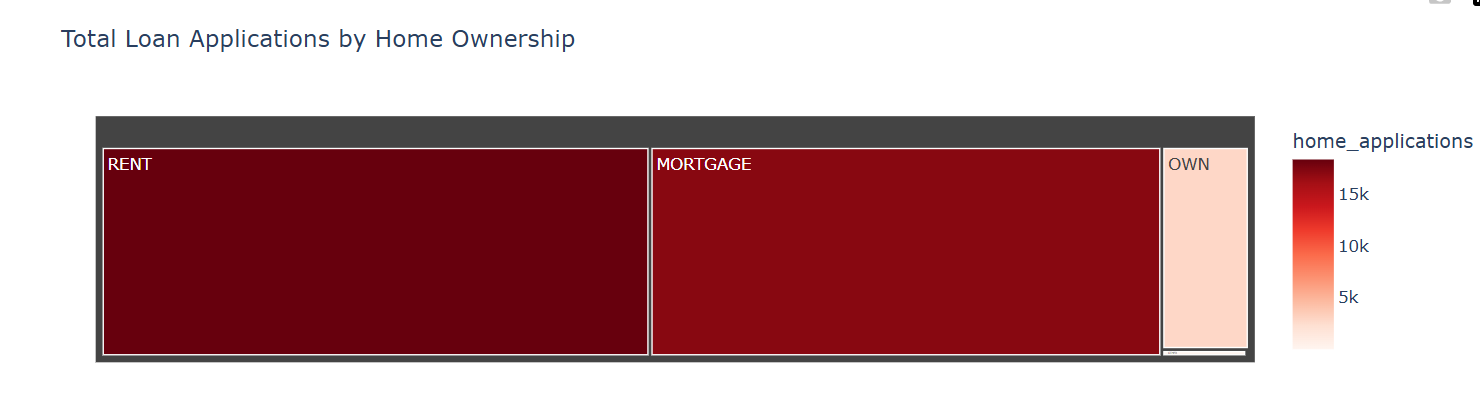 Total Loan Applications by Home Ownership
home_applications
RENT
MORTGAGE
OWN
15k
10k
5k